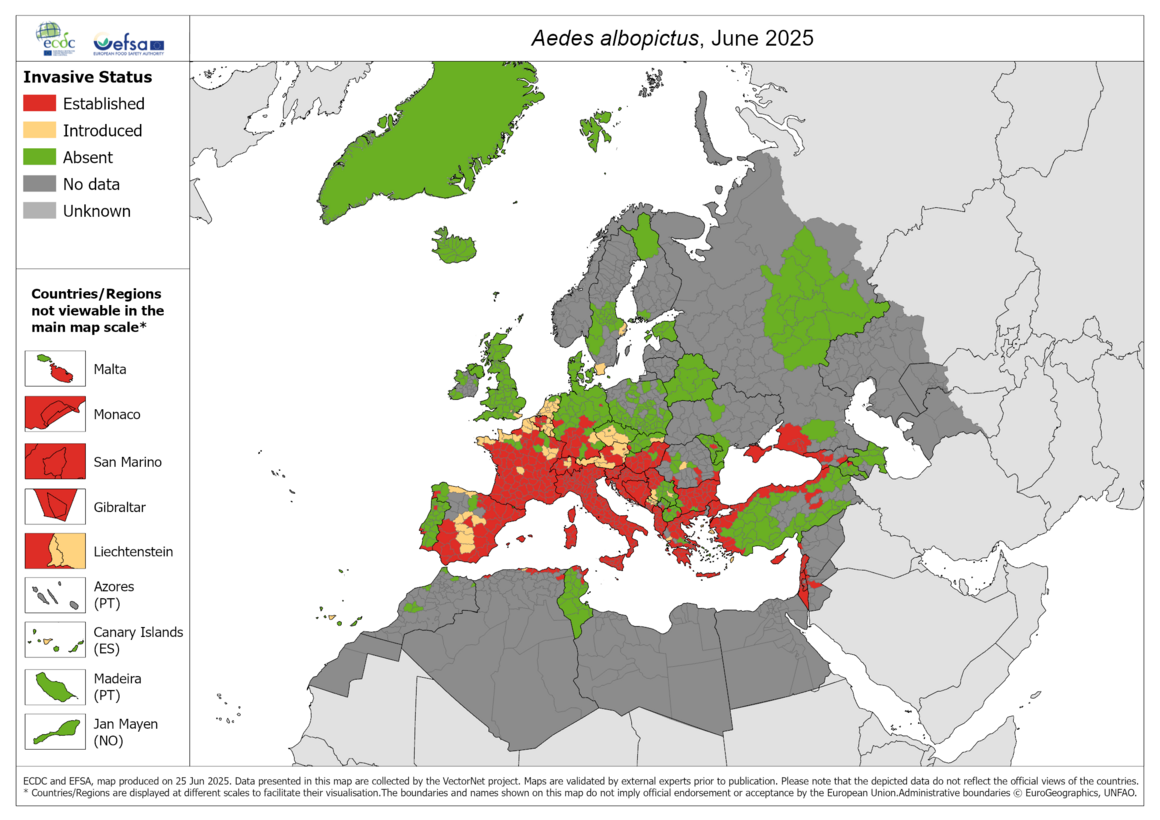 ecdc
efsa
EUROPEAN FOOD SAFETY AUTHORITY
Aedes albopictus, June 2025
Invasive Status
Established
Introduced
Absent
No data
Unknown
Countries/Regions
not viewable in the
main map scale*
Malta
Monaco
San Marino
Gibraltar
Liechtenstein
Azores
(PT)
Canary Islands
(ES)
Madeira
(PT)
Jan Mayen
(NO)
ECDC and EFSA, map produced on 25 Jun 2025. Data presented in this map are collected by the VectorNet project. Maps are validated by external experts prior to publication. Please note that the depicted data do not reflect the official views of the countries.
* Countries/Regions are displayed at different scales to facilitate their visualisation.The boundaries and names shown on this map do not imply official endorsement or acceptance by the European Union.Administrative boundaries © EuroGeographics, UNFAO.